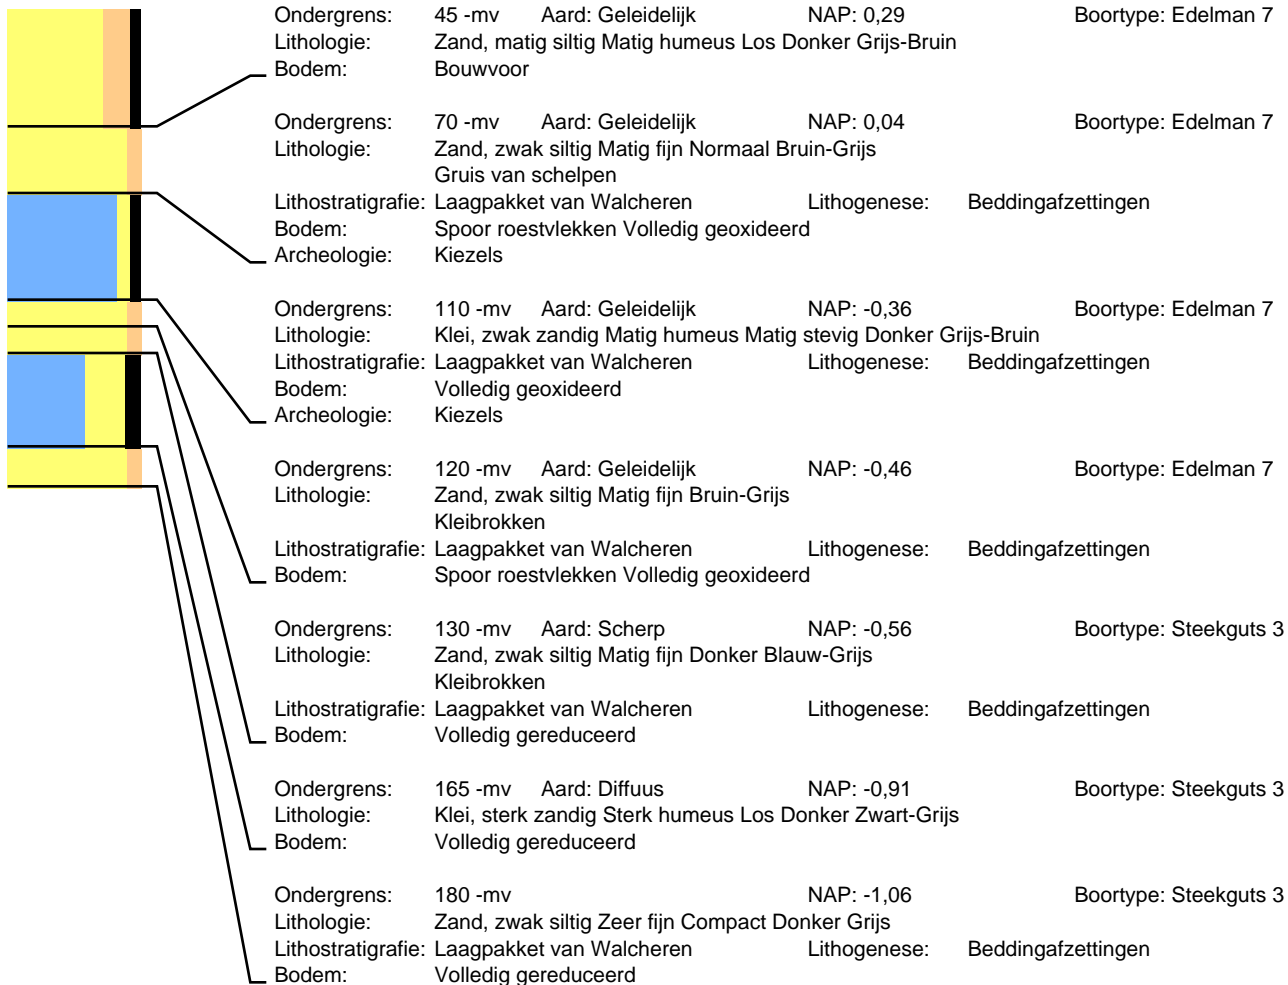 Ondergrens: 45 -mv Aard: Geleidelijk NAP: 0,29 Boortype: Edelman 7
Lithologie: Zand, matig siltig Matig humeus Los Donker Grijs-Bruin
Bodem: Bouwvoor
Ondergrens: 70 -mv Aard: Geleidelijk NAP: 0,04 Boortype: Edelman 7
Lithologie: Zand, zwak siltig Matig fijn Normaal Bruin-Grijs
Gruis van schelpen
Lithostratigrafie: Laagpakket van Walcheren Lithogenese: Beddingafzettingen
Bodem: Spoor roestvlekken Volledig geoxideerd
Archeologie: Kiezels
Ondergrens: 110 -mv Aard: Geleidelijk NAP: -0,36 Boortype: Edelman 7
Lithologie: Klei, zwak zandig Matig humeus Matig stevig Donker Grijs-Bruin
Lithostratigrafie: Laagpakket van Walcheren Lithogenese: Beddingafzettingen
Bodem: Volledig geoxideerd
Archeologie: Kiezels
Ondergrens: 120 -mv Aard: Geleidelijk NAP: -0,46 Boortype: Edelman 7
Lithologie: Zand, zwak siltig Matig fijn Bruin-Grijs
Kleibrokken
Lithostratigrafie: Laagpakket van Walcheren Lithogenese: Beddingafzettingen
Bodem: Spoor roestvlekken Volledig geoxideerd
Ondergrens: 130 -mv Aard: Scherp NAP: -0,56 Boortype: Steekguts 3
Lithologie: Zand, zwak siltig Matig fijn Donker Blauw-Grijs
Kleibrokken
Lithostratigrafie: Laagpakket van Walcheren Lithogenese: Beddingafzettingen
Bodem: Volledig gereduceerd
Ondergrens: 165 -mv Aard: Diffuus NAP: -0,91 Boortype: Steekguts 3
Lithologie: Klei, sterk zandig Sterk humeus Los Donker Zwart-Grijs
Bodem: Volledig gereduceerd
Ondergrens: 180 -mv NAP: -1,06 Boortype: Steekguts 3
Lithologie: Zand, zwak siltig Zeer fijn Compact Donker Grijs
Lithostratigrafie: Laagpakket van Walcheren Lithogenese: Beddingafzettingen
Bodem: Volledig gereduceerd